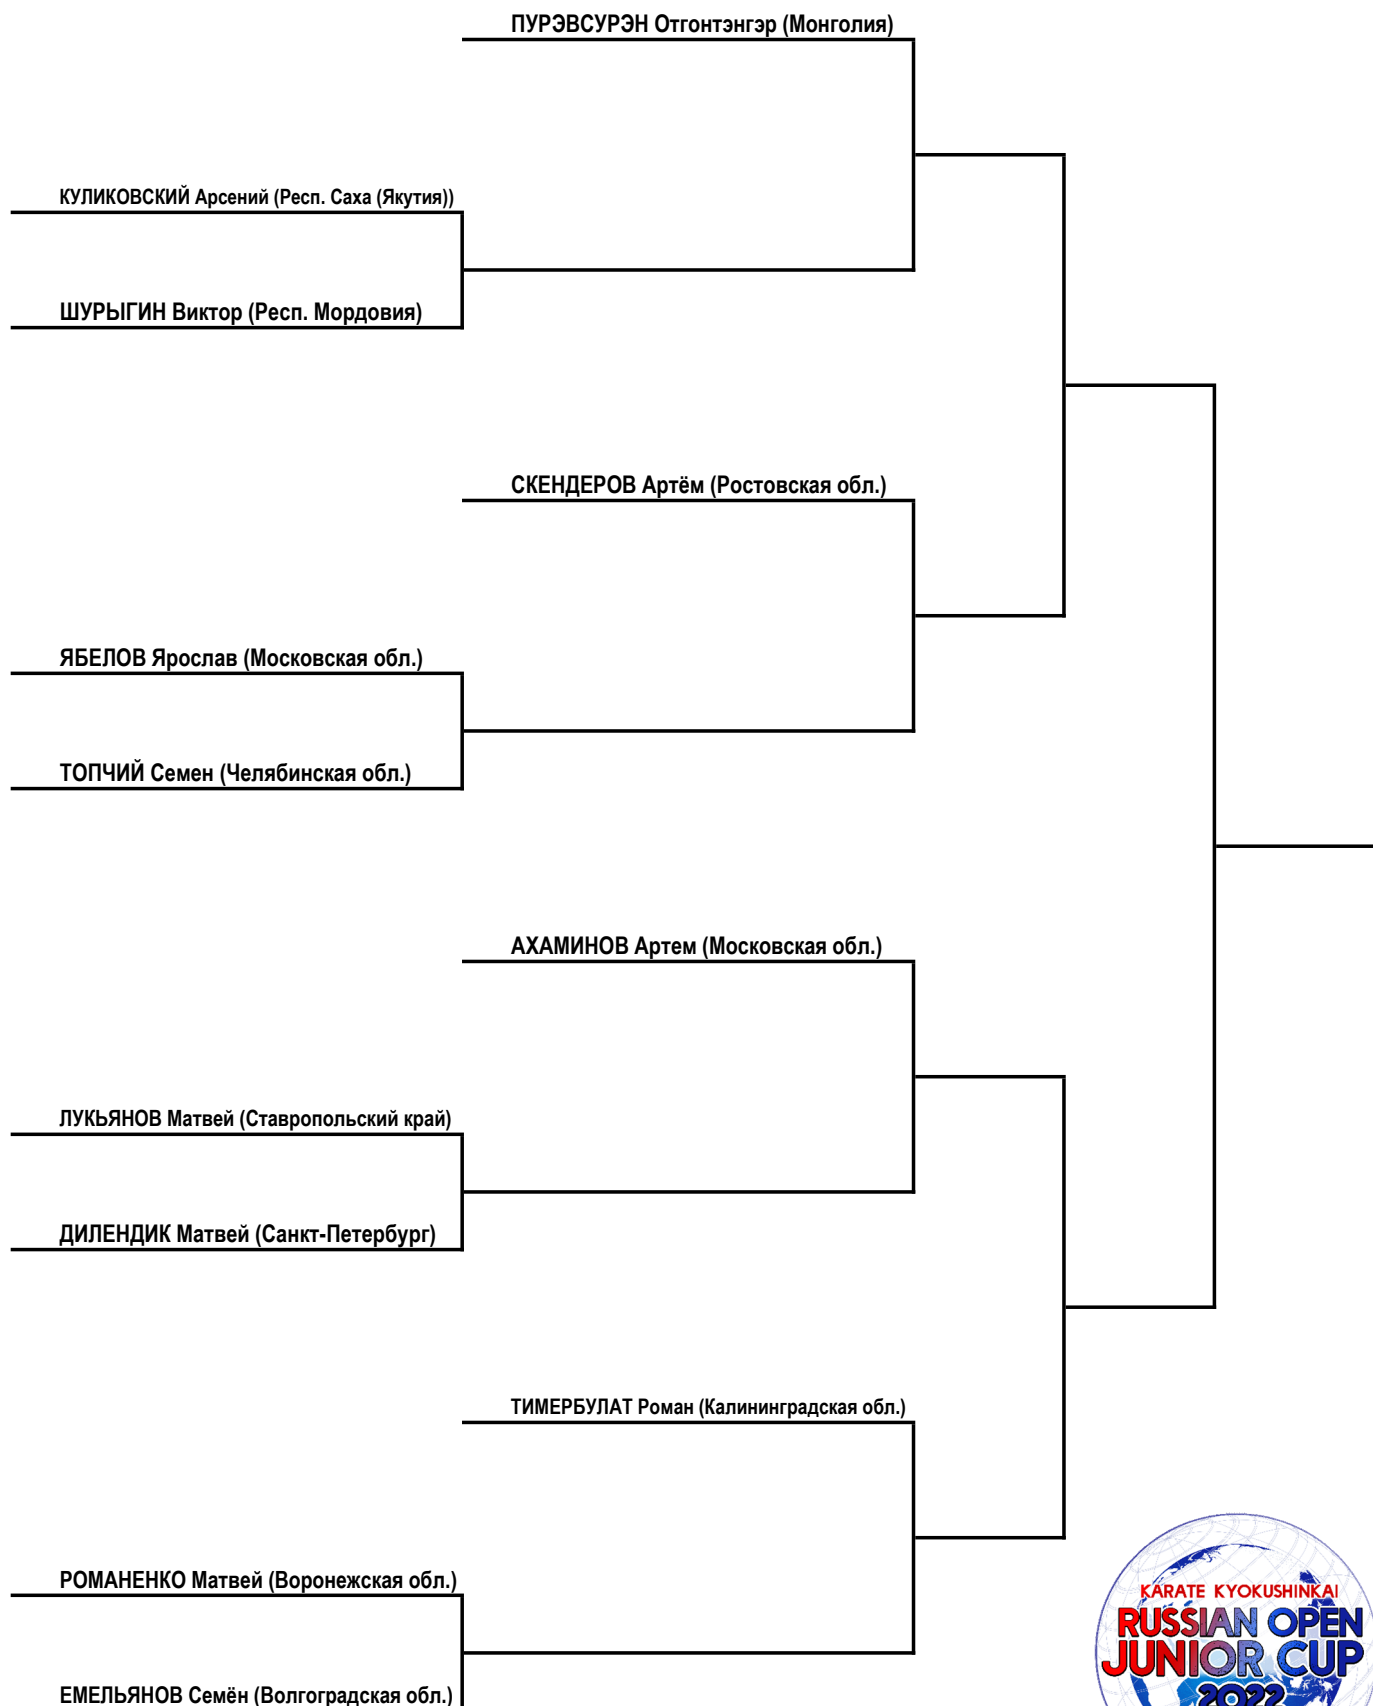 ПУРЭВСУРЭН Отгонтэнгэр (Монголия)
КУЛИКОВСКИЙ Арсений (Респ. Саха (Якутия))
ШУРЫГИН Виктор (Респ. Мордовия)
СКЕНДЕРОВ Артём (Ростовская обл.)
ЯБЕЛОВ Ярослав (Московская обл.)
ТОПЧИЙ Семен (Челябинская обл.)
АХАМИНОВ Артем (Московская обл.)
ЛУКЬЯНОВ Матвей (Ставропольский край)
ДИЛЕНДИК Матвей (Санкт-Петербург)
ТИМЕРБУЛАТ Роман (Калининградская обл.)
РОМАНЕНКО Матвей (Воронежская обл.)
ЕМЕЛЬЯНОВ Семён (Волгоградская обл.)
KARATE KYOKUSHINKAI
RUSSIAN OPEN
JUNIOR CUP
2022